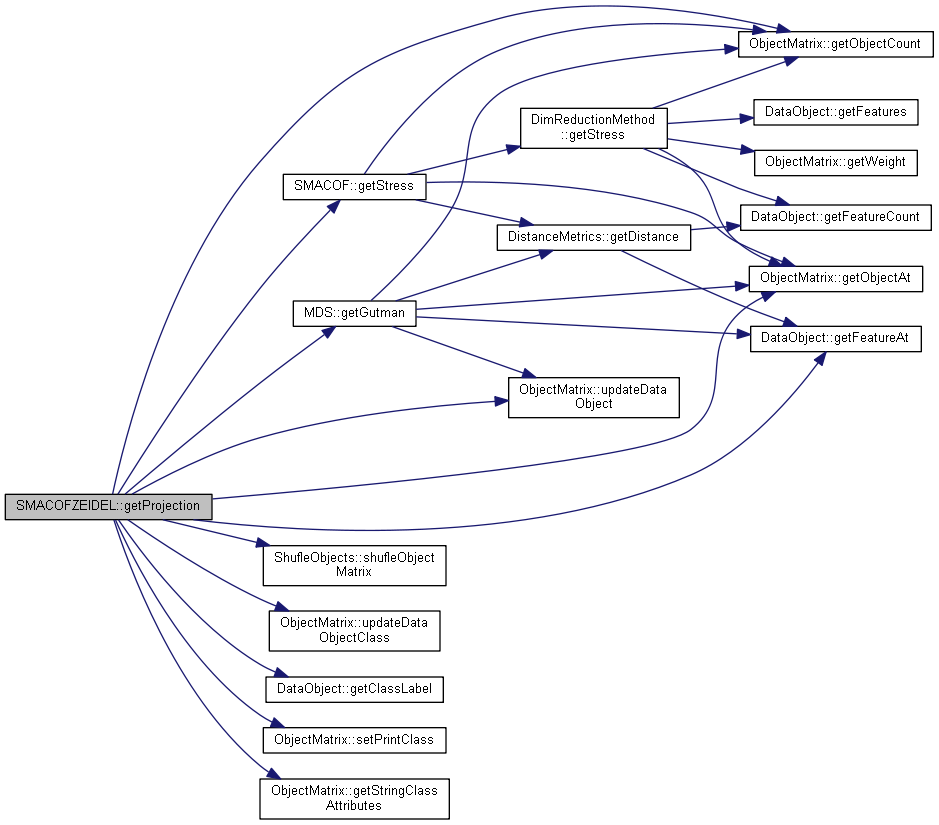 ObjectMatrix::getObjectCount
DimReductionMethod
::getStress
DataObject::getFeatures
ObjectMatrix::getWeight
SMACOF::getStress
DataObject::getFeatureCount
DistanceMetrics::getDistance
ObjectMatrix::getObjectAt
MDS::getGutman
DataObject::getFeatureAt
ObjectMatrix::updateData
Object
SMACOFZEIDEL::getProjection
ShufleObjects::shufleObject
Matrix
ObjectMatrix::updateData
ObjectClass
DataObject::getClassLabel
ObjectMatrix::setPrintClass
ObjectMatrix::getStringClass
Attributes